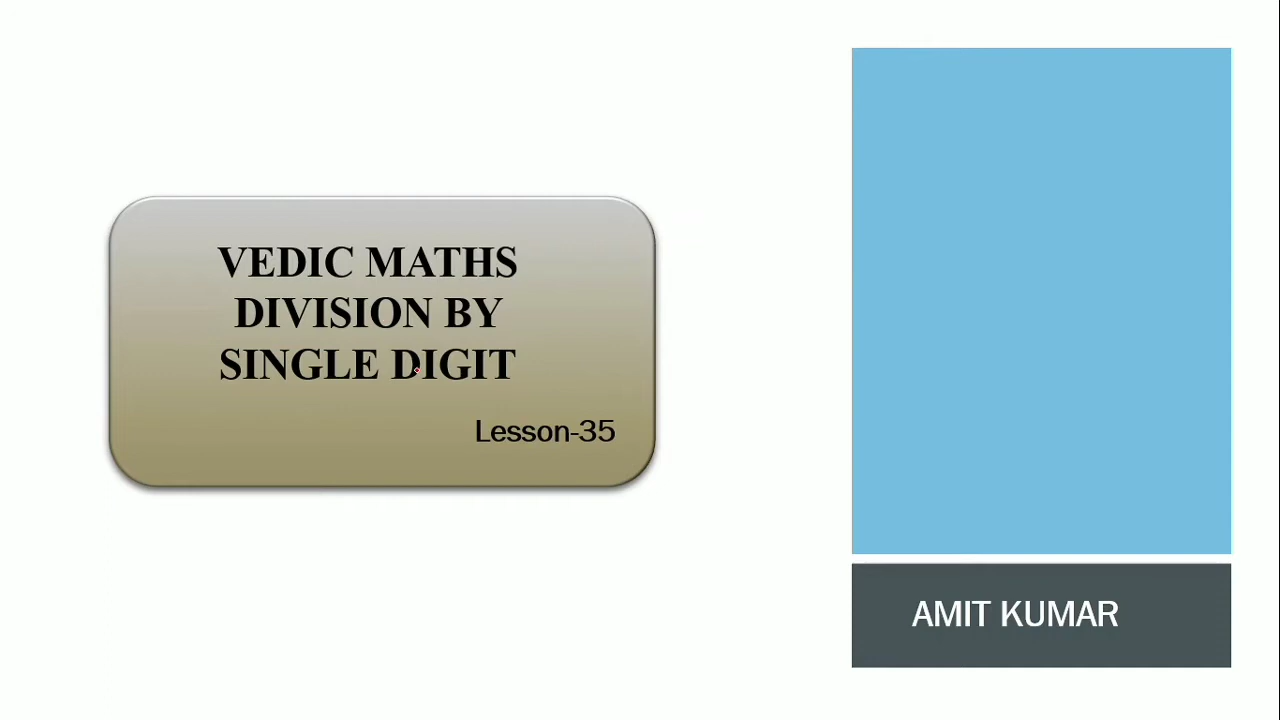 VEDIC MATHS
DIVISION BY
SINGLE DIGIT
Lesson-35
AMIT KUMAR